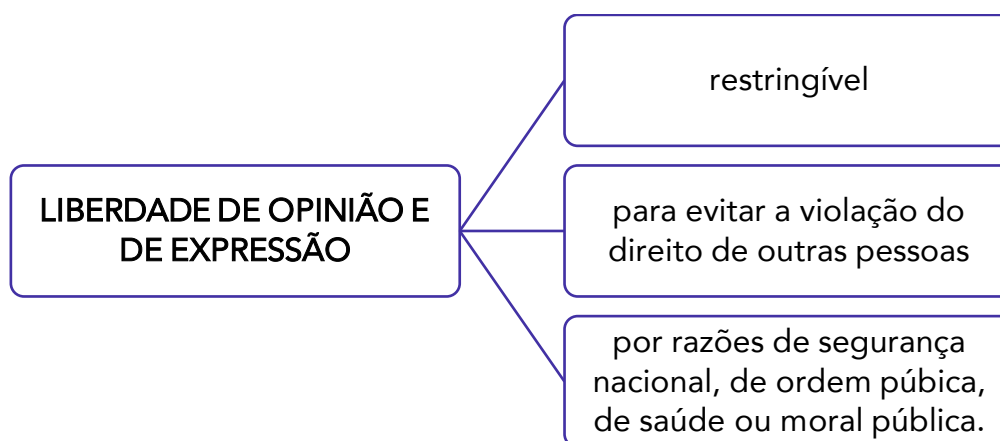 LIBERDADE DE OPINIÃO E
DE EXPRESSÃO
restringível
para evitar a violação do
direito de outras pessoas
por razões de segurança
nacional, de ordem púbica,
de saúde ou moral pública.